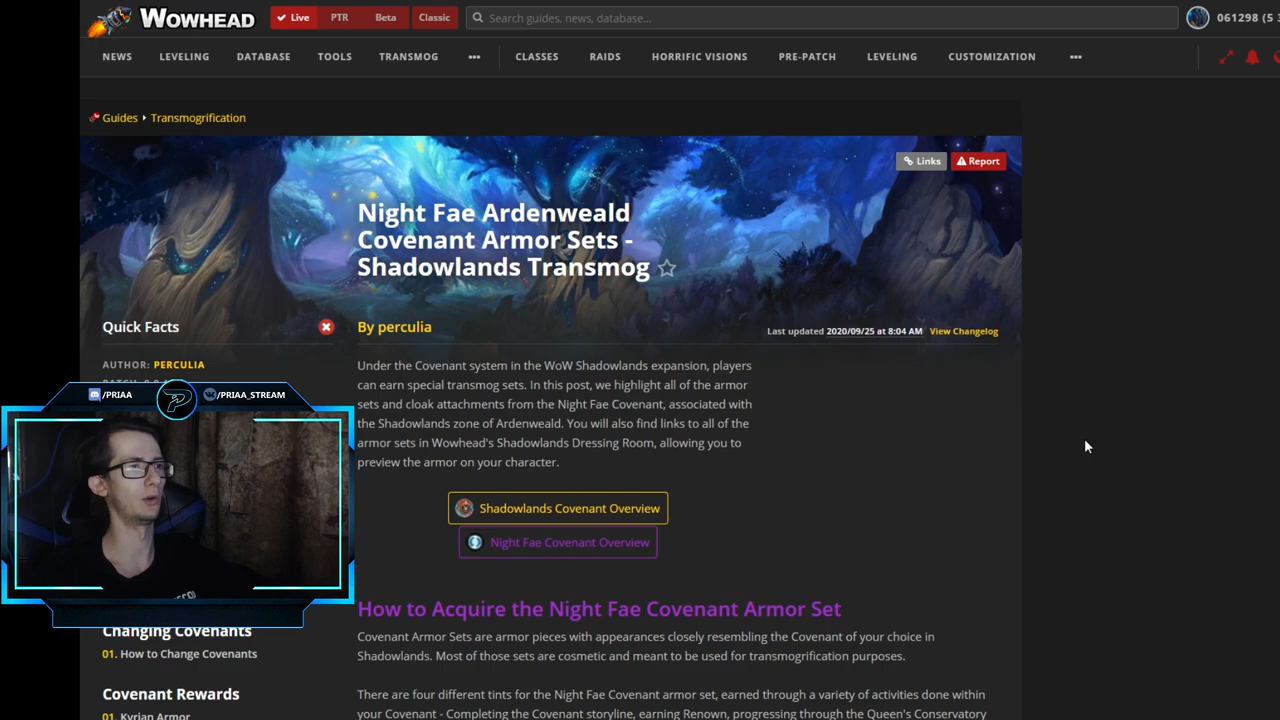 WOWHEAD
Live PTR Beta Classic
Search guides, news, database...
061298 (5
NEWS LEVELING DATABASE TOOLS TRANSMOG ••• CLASSES RAIDS HORRIFIC VISIONS PRE-PATCH LEVELING CUSTOMIZATION •••
Guides Transmogrification
Links Report
Night Fae Ardenweald
Covenant Armor Sets -
Shadowlands Transmog
Quick Facts
By perculia
Last updated 2020/09/25 at 8:04 AM View Changelog
AUTHOR: PERCULIA
Under the Covenant system in the WoW Shadowlands expansion, players
can earn special transmog sets. In this post, we highlight all of the armor
sets and cloak attachments from the Night Fae Covenant, associated with
the Shadowlands zone of Ardenweald. You will also find links to all of the
armor sets in Wowhead's Shadowlands Dressing Room, allowing you to
preview the armor on your character.
/PRIAA
/PRIAA_STREAM
Shadowlands Covenant Overview
Night Fae Covenant Overview
How to Acquire the Night Fae Covenant Armor Set
Covenant Armor Sets are armor pieces with appearances closely resembling the Covenant of your choice in
Shadowlands. Most of those sets are cosmetic and meant to be used for transmogrification purposes.
There are four different tints for the Night Fae Covenant armor set, earned through a variety of activities done within
your Covenant - Completing the Covenant storyline, earning Renown, progressing through the Queen's Conservatory
Changing Covenants
01. How to Change Covenants
Covenant Rewards
01. Kyrian Armor